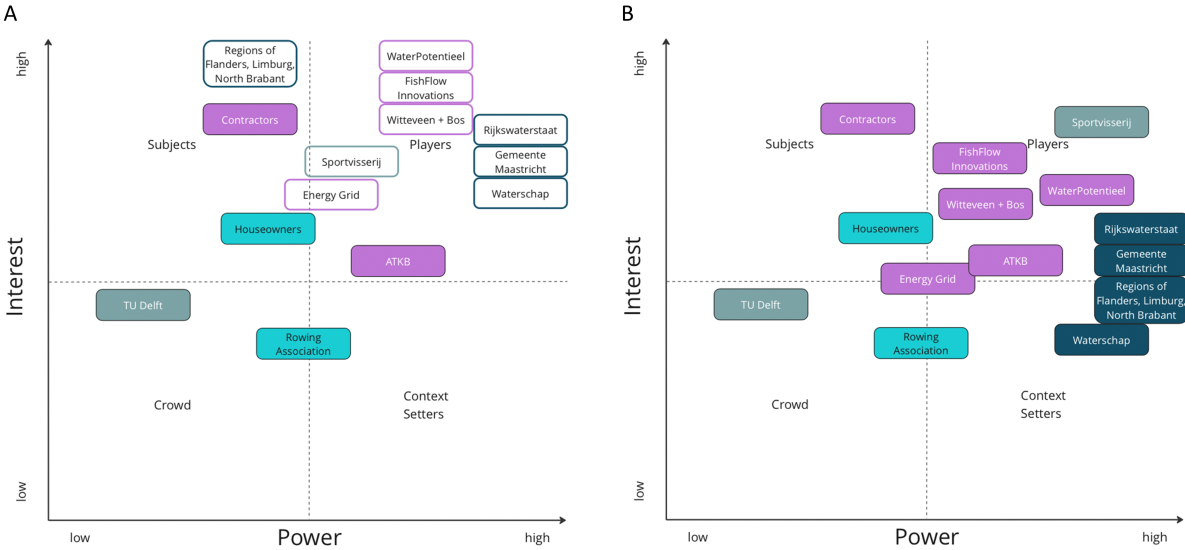 A
high
Interest
low
Regions of
Flanders, Limburg,
North Brabant
Contractors
Subjects
WaterPotentieel
FishFlow
Innovations
Witteveen + Bos
Players
Rijkswaterstaat
Gemeente
Maastricht
Waterschap
Sportvisserij
Energy Grid
Houseowners
ATKB
TU Delft
Rowing
Association
Crowd
Context
Setters
low
Power
high
B
high
Interest
low
Contractors
Subjects
Sportvisserij
Players
FishFlow
Innovations
WaterPotentieel
Witteveen + Bos
Houseowners
Rijkswaterstaat
ATKB
Gemeente
Maastricht
Energy Grid
Regions of
Flanders, Limburg,
North Brabant
TU Delft
Rowing
Association
Waterschap
Crowd
Context
Setters
low
Power
high